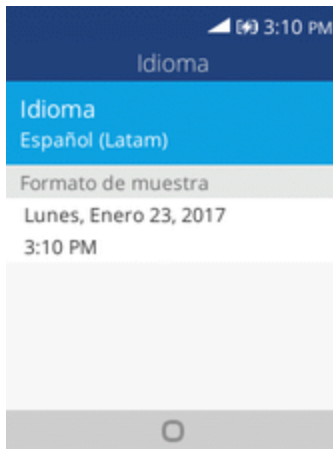 3:10 PM
Idioma
Idioma
Español (Latam)
Formato de muestra
Lunes, Enero 23, 2017
3:10 PM